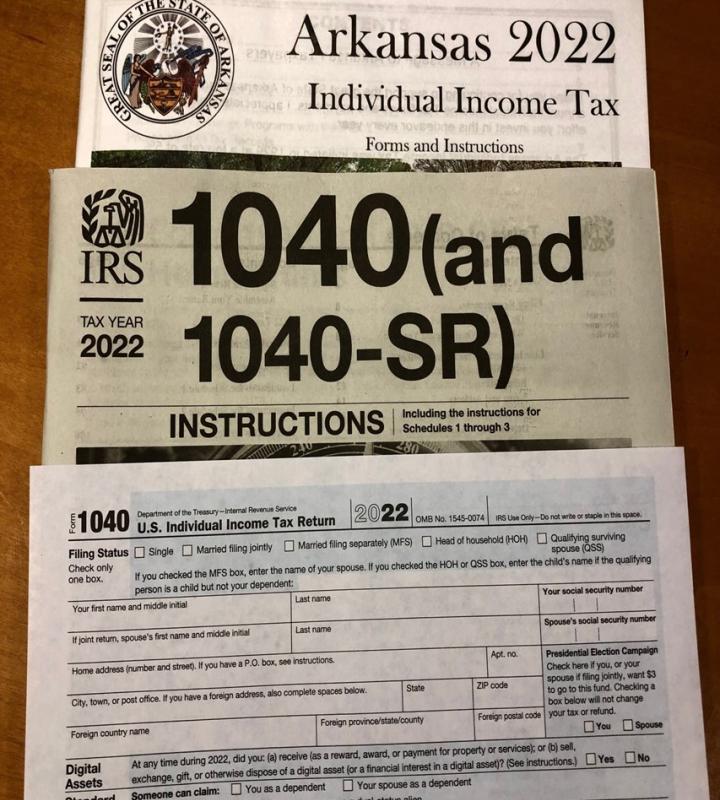 GREAT SEAL OF THE STATE OF ARKANSAS
Arkansas 2022
Individual Income Tax
Forms and Instructions
IRS
TAX YEAR
2022
1040 (and
1040-SR)
INSTRUCTIONS
Including the instructions for
Schedules 1 through 3
Form 1040
Department of the Treasury—Internal Revenue Service
U.S. Individual Income Tax Return
2022
OMB No. 1545-0074
IRS Use Only—Do not write or staple in this space.
Filing Status
Check only
one box.
Single
Married filing jointly
Married filing separately (MFS)
Head of household (HOH)
Qualifying surviving
spouse (QSS)
If you checked the MFS box, enter the name of your spouse. If you checked the HOH or QSS box, enter the child's name if the qualifying
person is a child but not your dependent:
Your first name and middle initial
Last name
Your social security number
If joint return, spouse's first name and middle initial
Last name
Spouse's social security number
Home address (number and street). If you have a P.O. box, see instructions.
Apt. no.
City, town, or post office. If you have a foreign address, also complete spaces below.
State
ZIP code
Foreign country name
Foreign province/state/county
Foreign postal code
Presidential Election Campaign
Check here if you, or your
spouse if filing jointly, want $3
to go to this fund. Checking a
box below will not change
your tax or refund.
You
Spouse
Digital
Assets
At any time during 2022, did you: (a) receive (as a reward, award, or payment for property or services); or (b) sell,
exchange, gift, or otherwise dispose of a digital asset (or a financial interest in a digital asset)? (See instructions.)
Yes
No
Standard
Someone can claim:
You as a dependent
Your spouse as a dependent